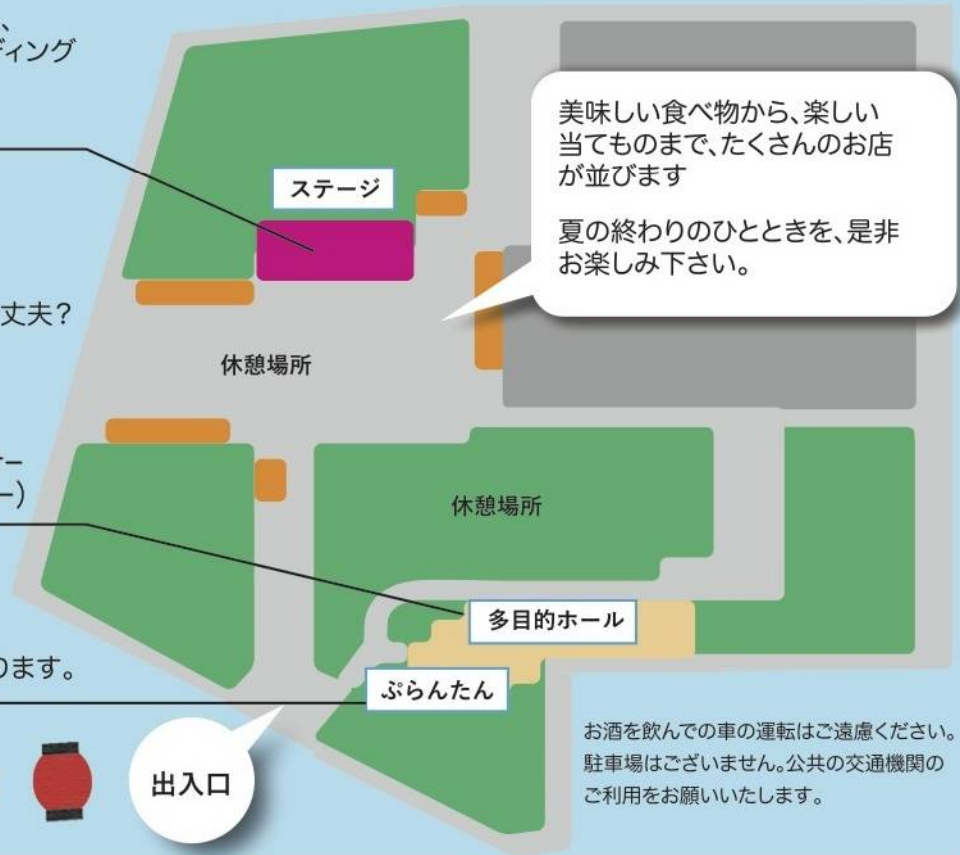 、
ディング
ステージ
美味しい食べ物から、楽しい
当てものまで、たくさんのお店
が並びます
夏の終わりのひとときを、是非
お楽しみ下さい。
丈夫?
休憩場所
ー
ー)
休憩場所
多目的ホール
ります。
ぷらんたん
出入口
お酒を飲んでの車の運転はご遠慮ください。
駐車場はございません。公共の交通機関の
ご利用をお願いいたします。